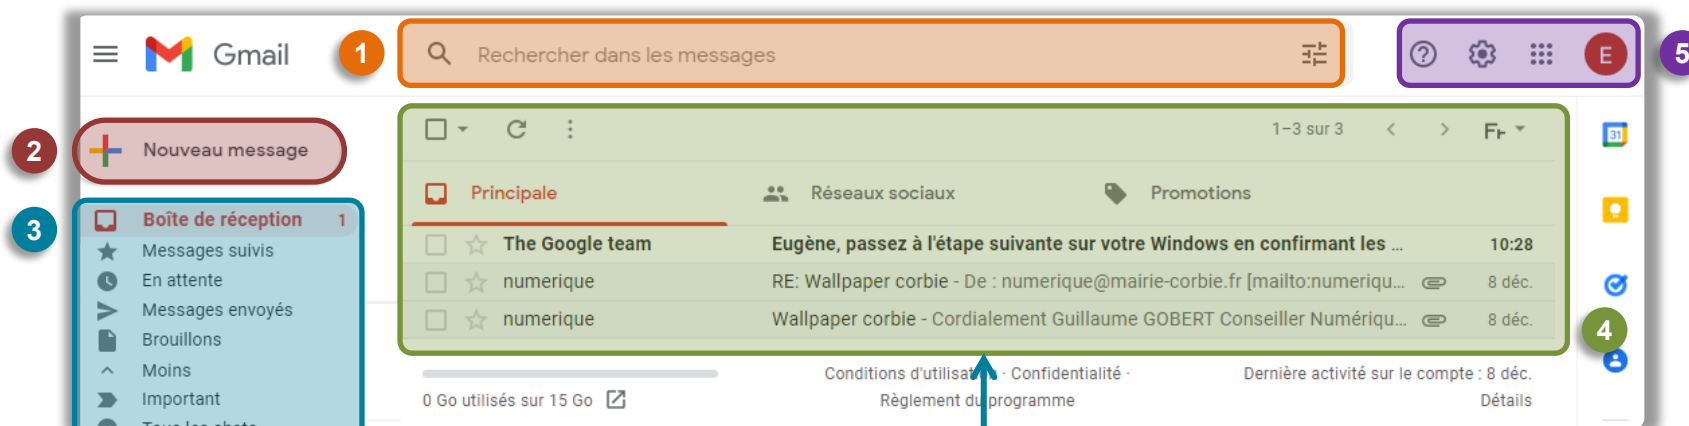 Gmail
1
Rechercher dans les messages
E
5
2
Nouveau message
1–3 sur 3
31
3
Boîte de réception 1
Principale
Réseaux sociaux
Promotions
Messages suivis
The Google team Eugène, passez à l'étape suivante sur votre Windows en confirmant les ... 10:28
En attente
numerique RE: Wallpaper corbie - De : numerique@mairie-corbie.fr [mailto:numeriqu... 8 déc.
Messages envoyés
numerique Wallpaper corbie - Cordialement Guillaume GOBERT Conseiller Numériqu... 8 déc.
4
Brouillons
Moins
Conditions d'utilisation · Confidentialité ·
Dernière activité sur le compte : 8 déc.
Important
0 Go utilisés sur 15 Go
Règlement du programme
Détails